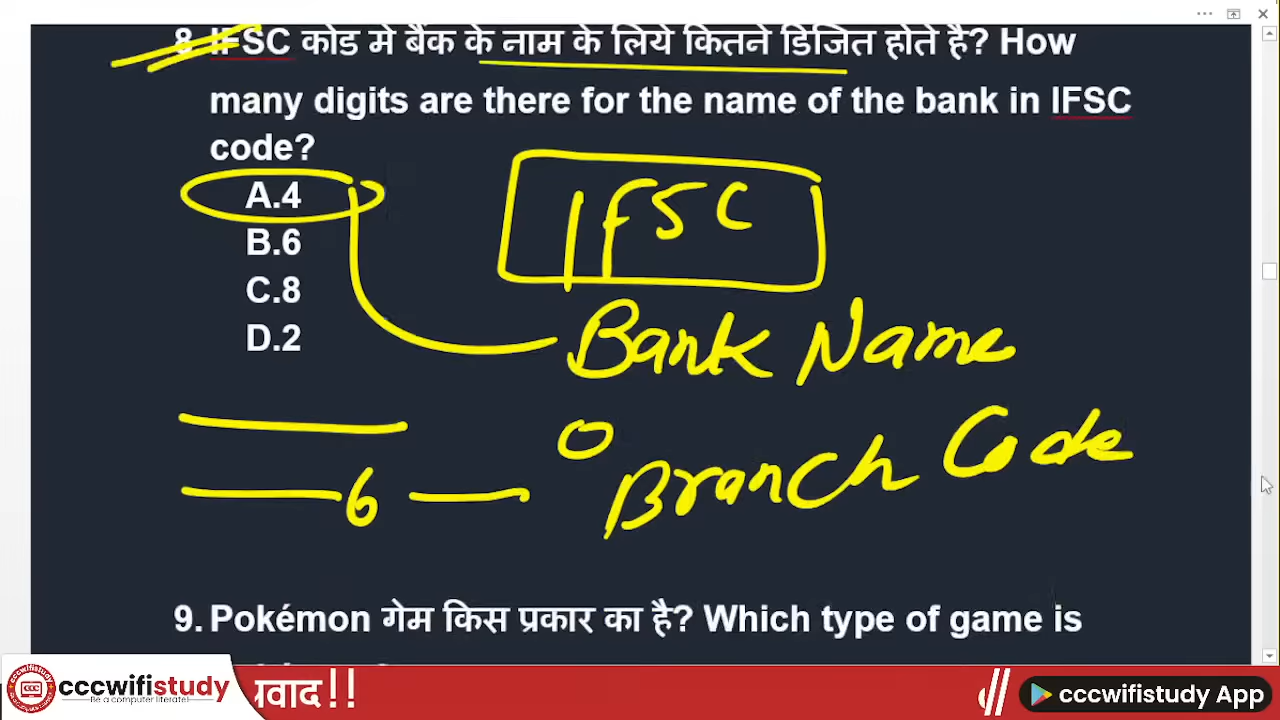 8 IFSC कोड मे बैंक के नाम के लिये कितने डिजित होते है? How
many digits are there for the name of the bank in IFSC
code?
A.4
B.6
C.8
D.2
IFSC
Bank Name
0
Branch Code
6
9. Pokémon गेम किस प्रकार का है? Which type of game is
cccwifistudy
Be a computer literate!
्रवाद!!
cccwifistudy App